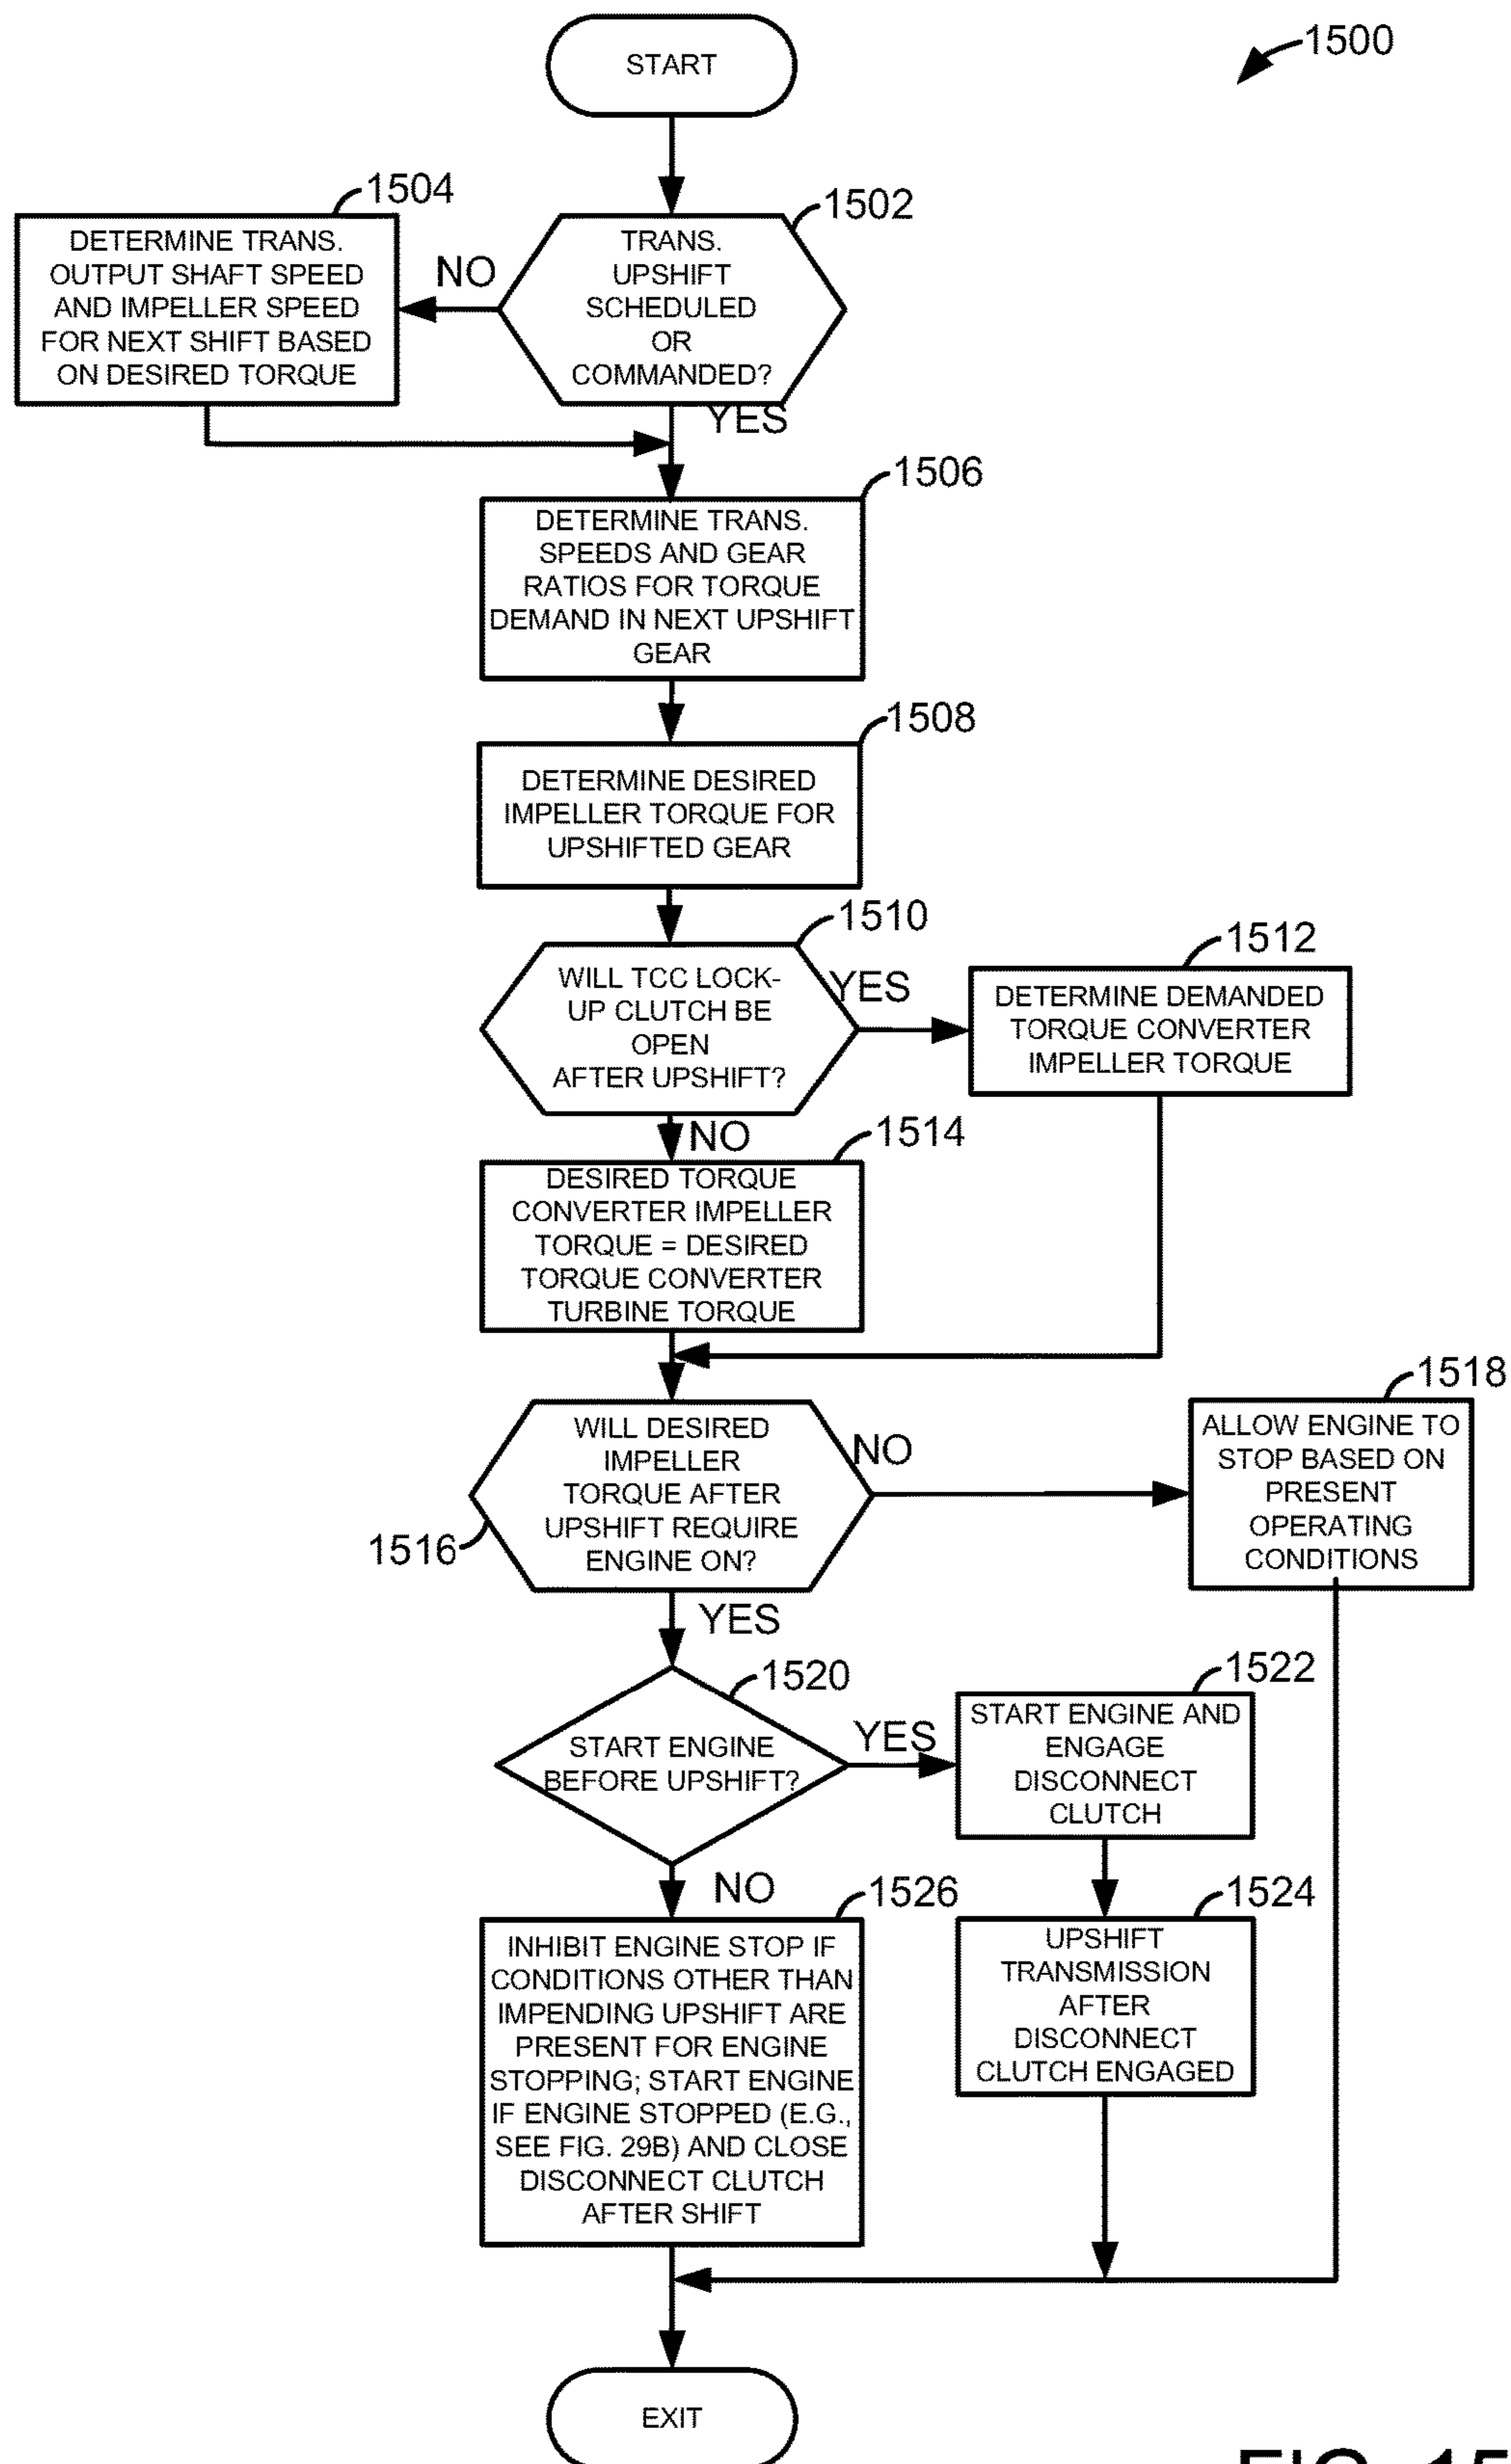 START
1500
1504
1502
DETERMINE TRANS.
OUTPUT SHAFT SPEED
AND IMPELLER SPEED
FOR NEXT SHIFT BASED
ON DESIRED TORQUE
NO
TRANS.
UPSHIFT
SCHEDULED
OR
COMMANDED?
YES
1506
DETERMINE TRANS.
SPEEDS AND GEAR
RATIOS FOR TORQUE
DEMAND IN NEXT UPSHIFT
GEAR
1508
DETERMINE DESIRED
IMPELLER TORQUE FOR
UPSHIFTED GEAR
1510
WILL TCC LOCK-
UP CLUTCH BE
OPEN
AFTER UPSHIFT?
YES
1512
DETERMINE DEMANDED
TORQUE CONVERTER
IMPELLER TORQUE
NO
1514
DESIRED TORQUE
CONVERTER IMPELLER
TORQUE = DESIRED
TORQUE CONVERTER
TURBINE TORQUE
1516
WILL DESIRED
IMPELLER
TORQUE AFTER
UPSHIFT REQUIRE
ENGINE ON?
NO
1518
ALLOW ENGINE TO
STOP BASED ON
PRESENT
OPERATING
CONDITIONS
YES
1520
START ENGINE
BEFORE UPSHIFT?
YES
1522
START ENGINE AND
ENGAGE
DISCONNECT
CLUTCH
NO
1526
INHIBIT ENGINE STOP IF
CONDITIONS OTHER THAN
IMPENDING UPSHIFT ARE
PRESENT FOR ENGINE
STOPPING; START ENGINE
IF ENGINE STOPPED (E.G.,
SEE FIG. 29B) AND CLOSE
DISCONNECT CLUTCH
AFTER SHIFT
1524
UPSHIFT
TRANSMISSION
AFTER
DISCONNECT
CLUTCH ENGAGED
EXIT
FIG. 15